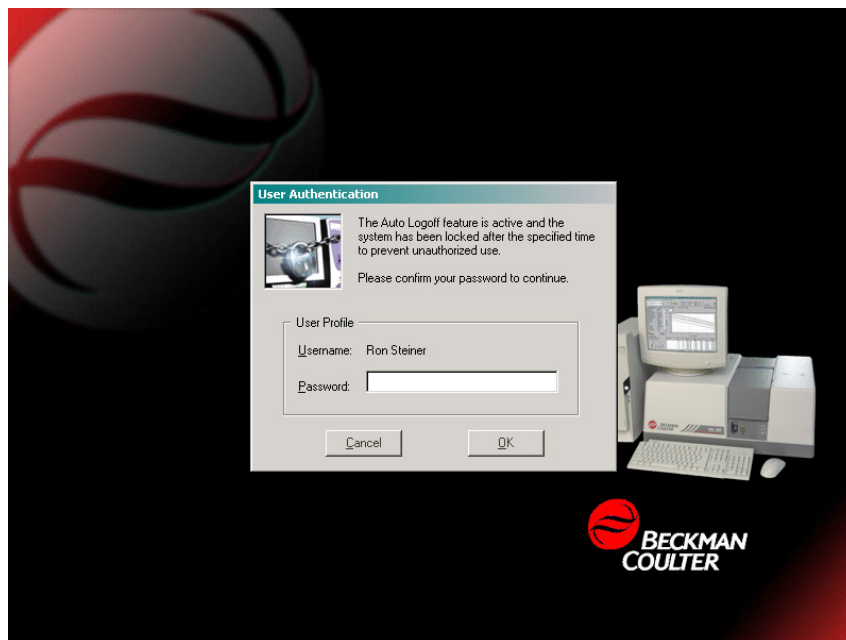 User Authentication
The Auto Logoff feature is active and the
system has been locked after the specified time
to prevent unauthorized use.
Please confirm your password to continue.
User Profile
Username: Ron Steiner
Password:
Cancel OK
BECKMAN
COULTER